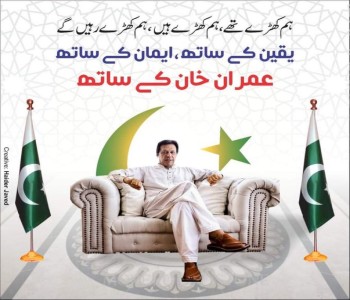 ہم کھڑے تھے، ہم کھڑے ہیں، ہم کھڑے رہیں گے
یقین کے ساتھ، ایمان کے ساتھ
عمران خان کے ساتھ
Creative: Haider Javed